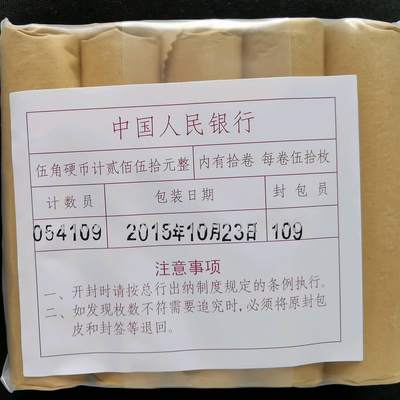 中国人民银行
伍角硬币计贰佰伍拾元整 内有拾卷 每卷伍拾枚
计数员 包装日期 封包员
054109 2015年10月23日 109
注意事项
一、开封时请按总行出纳制度规定的条例执行。
二、如发现枚数不符需要追究时,必须将原封包
皮和封签等退回。